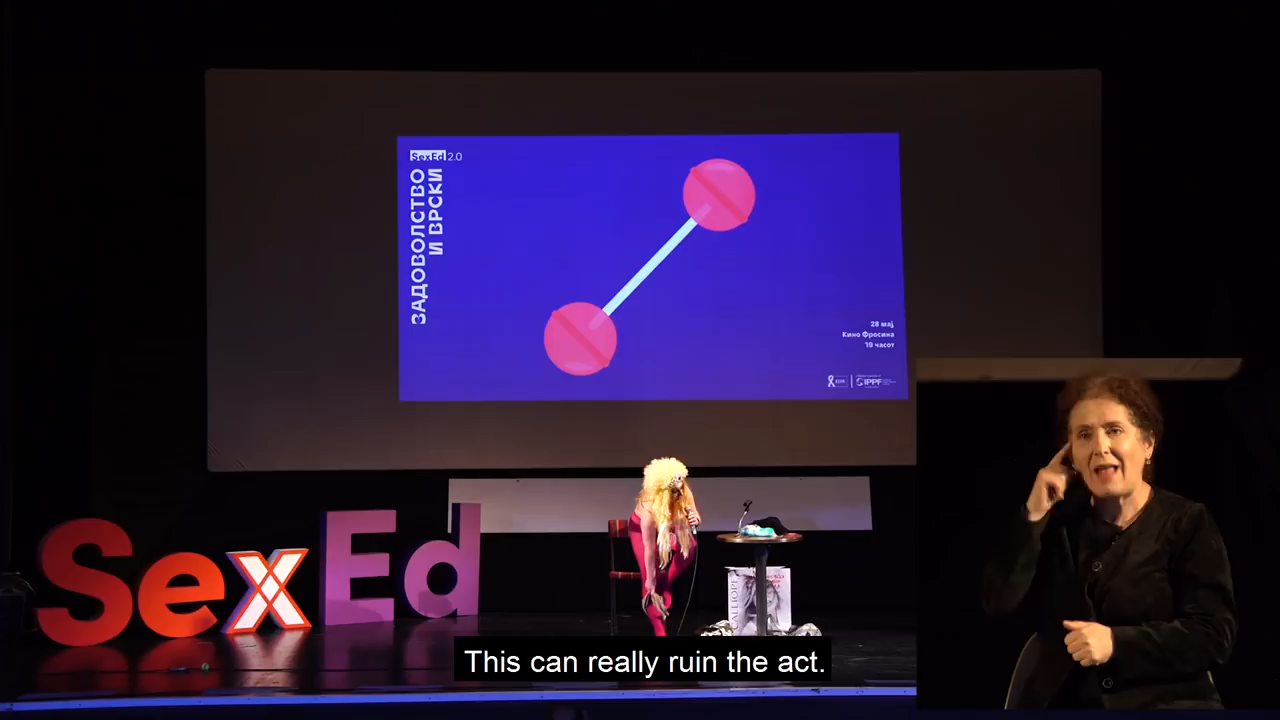 SexEd 2.0
ЗАДОВОЛСТВО
И ВРСКИ
28 мај
Кино Фросина
19 часот
IPPF
SexEd
CALLIOPE
This can really ruin the act.